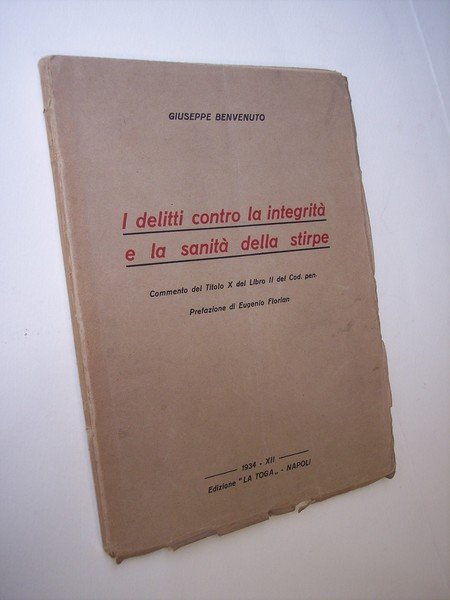 GIUSEPPE BENVENUTO
I delitti contro la integrità
e la sanità della stirpe
Commento del Titolo X del Libro II del Cod. pen.
Prefazione di Eugenio Florian
1934 - XII
Edizione "LA TOGA„ - NAPOLI